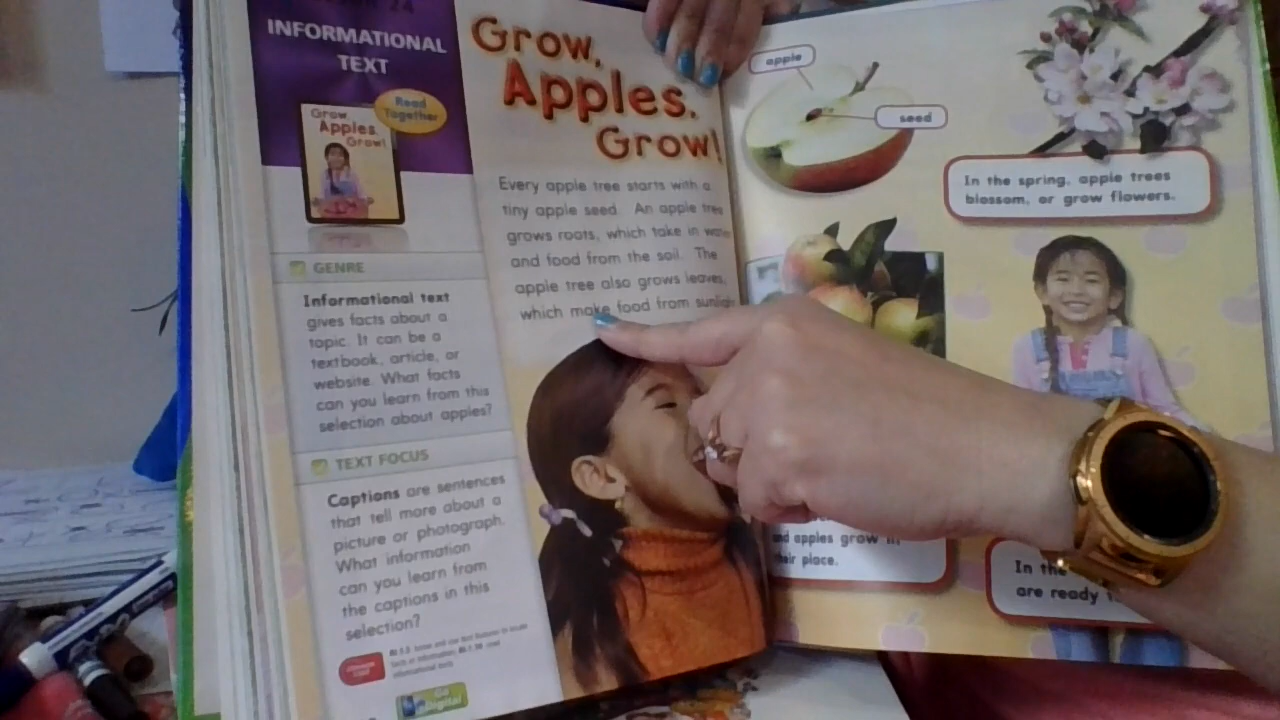 INFORMATIONAL
TEXT
Read
Together
Grow,
Apples,
Grow!
GENRE
Informational text
gives facts about a
topic. It can be a
textbook, article, or
website. What facts
can you learn from this
selection about apples?
TEXT FOCUS
Captions are sentences
that tell more about a
picture or photograph.
What information
can you learn from
the captions in this
selection?
Go
Digital
Grow,
Apples,
Grow!
Every apple tree starts with a
tiny apple seed. An apple tree
grows roots, which take in water
and food from the soil. The
apple tree also grows leaves,
which make food from sunlight
apple
seed
In the spring, apple trees
blossom, or grow flowers.
and apples grow in
their place.
In the
are ready